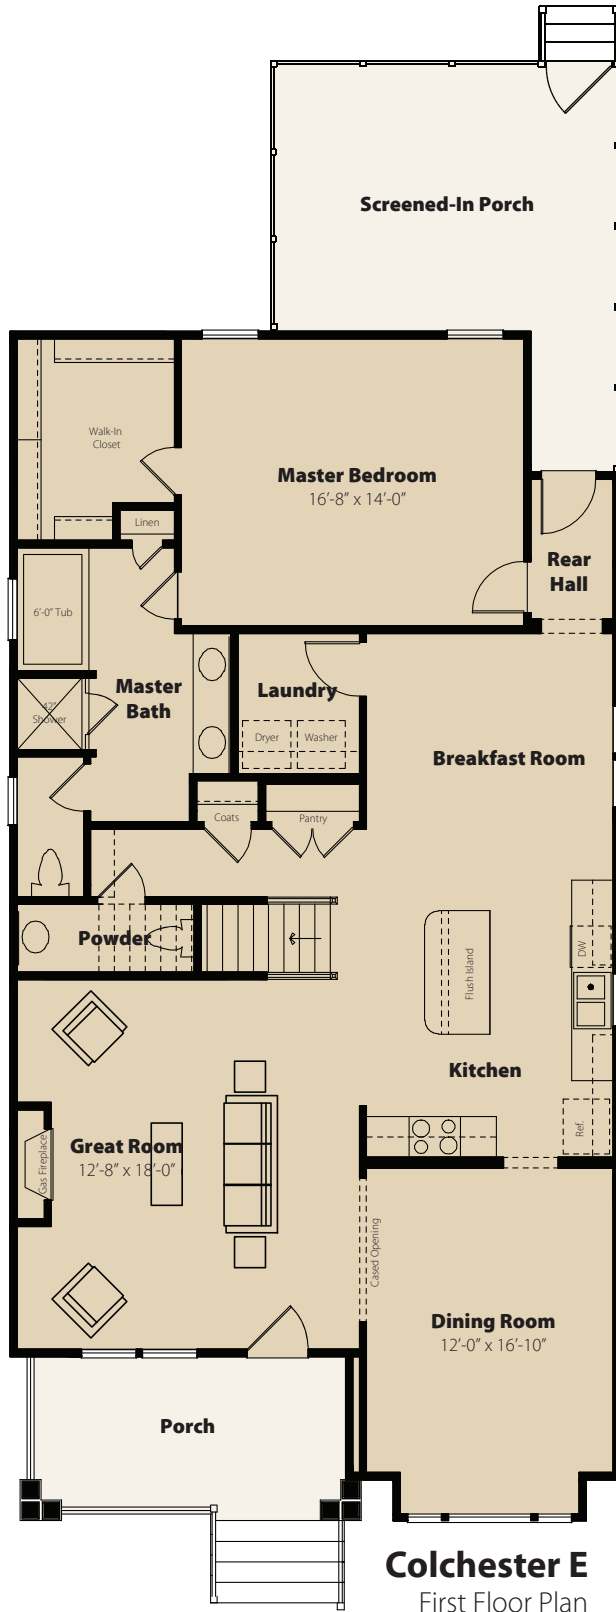 Screened-In Porch
Walk-In
Closet
Master Bedroom
16’-8” x 14’-0”
Linen
Rear
Hall
6’-0” Tub
Master
Bath
42”
Shower
Laundry
Dryer
Washer
Breakfast Room
Coats
Pantry
Powder
DW
Flush Island
Kitchen
Ref.
Great Room
12’-8” x 18’-0”
Gas Fireplace
Cased Opening
Dining Room
12’-0” x 16’-10”
Porch
Colchester E
First Floor Plan